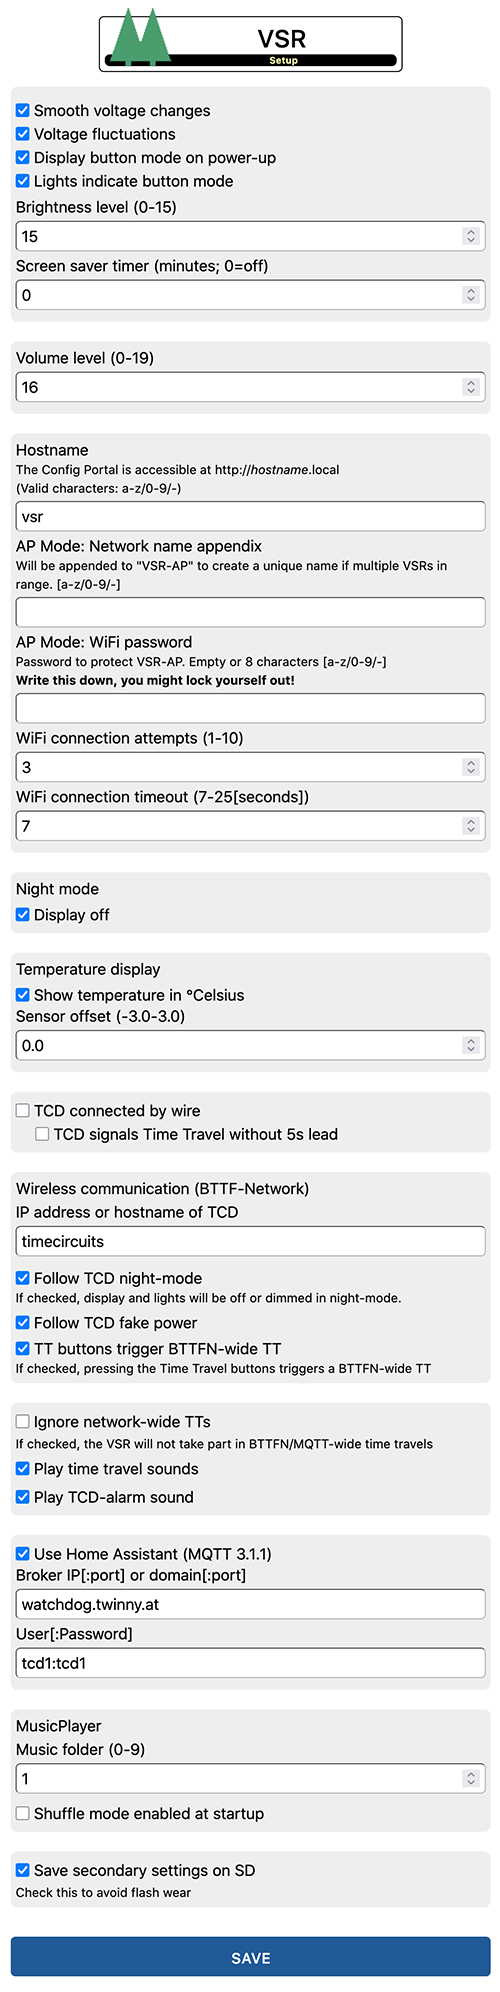 VSR
Setup
Smooth voltage changes
Voltage fluctuations
Display button mode on power-up
Lights indicate button mode
Brightness level (0-15)
15
Screen saver timer (minutes; 0=off)
0
Volume level (0-19)
16
Hostname
The Config Portal is accessible at http://hostname.local
(Valid characters: a-z/0-9/-)
vsr
AP Mode: Network name appendix
Will be appended to "VSR-AP" to create a unique name if multiple VSRs in
range. [a-z/0-9/-]
AP Mode: WiFi password
Password to protect VSR-AP. Empty or 8 characters [a-z/0-9/-]
Write this down, you might lock yourself out!
WiFi connection attempts (1-10)
3
WiFi connection timeout (7-25[seconds])
7
Night mode
Display off
Temperature display
Show temperature in °Celsius
Sensor offset (-3.0-3.0)
0.0
TCD connected by wire
TCD signals Time Travel without 5s lead
Wireless communication (BTTF-Network)
IP address or hostname of TCD
timecircuits
Follow TCD night-mode
If checked, display and lights will be off or dimmed in night-mode.
Follow TCD fake power
TT buttons trigger BTTFN-wide TT
If checked, pressing the Time Travel buttons triggers a BTTFN-wide TT
Ignore network-wide TTs
If checked, the VSR will not take part in BTTFN/MQTT-wide time travels
Play time travel sounds
Play TCD-alarm sound
Use Home Assistant (MQTT 3.1.1)
Broker IP[:port] or domain[:port]
watchdog.twinny.at
User[:Password]
tcd1:tcd1
MusicPlayer
Music folder (0-9)
1
Shuffle mode enabled at startup
Save secondary settings on SD
Check this to avoid flash wear
SAVE